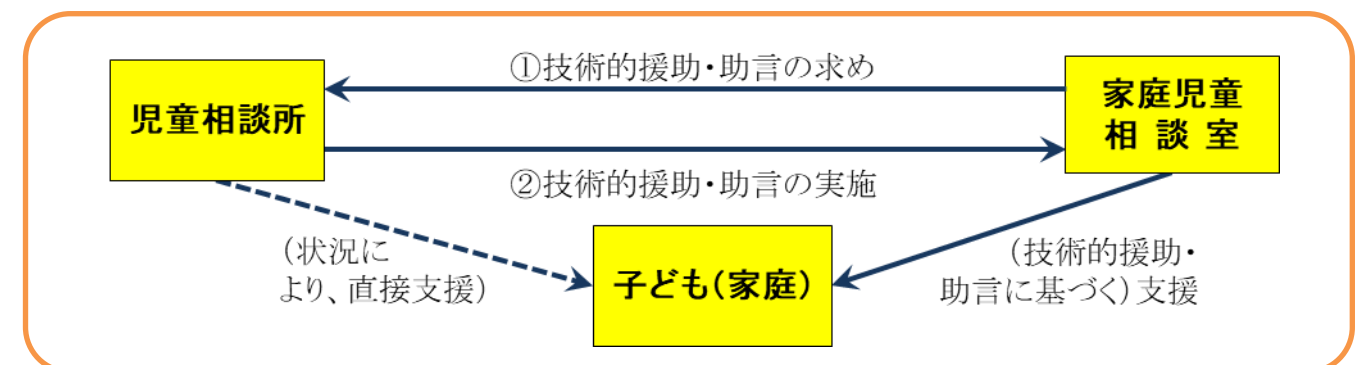 ①技術的援助・助言の求め
児童相談所
家庭児童
相 談 室
②技術的援助・助言の実施
（状況に
より、直接支援）
子ども（家庭）
（技術的援助・
助言に基づく）支援